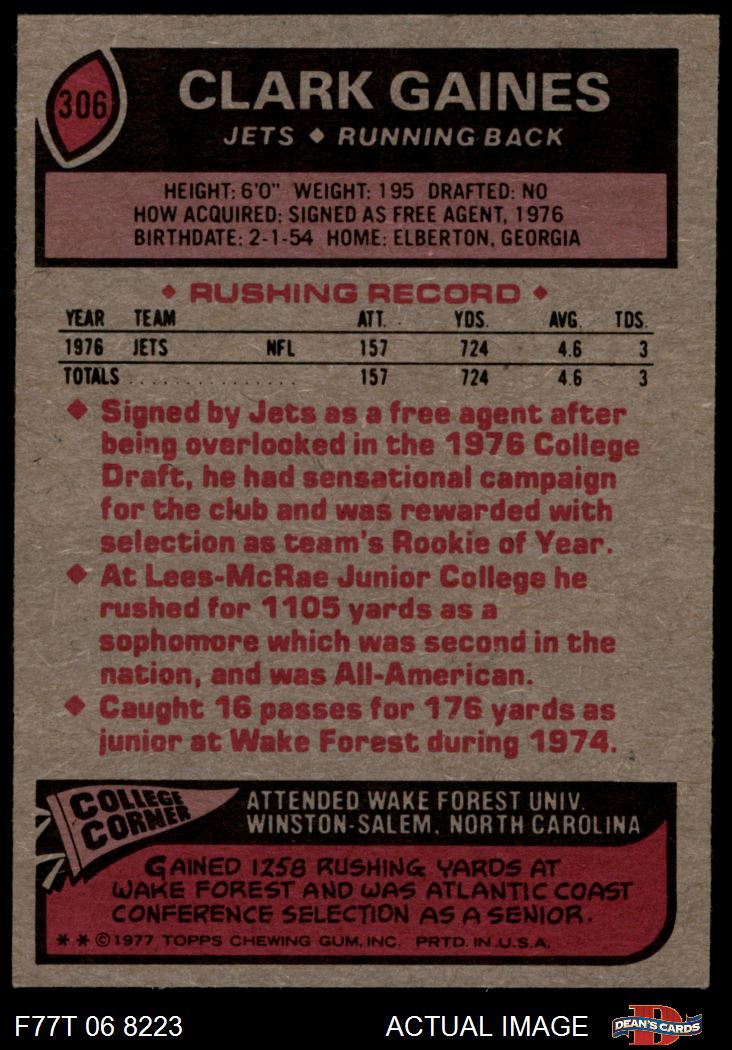 306
CLARK GAINES
JETS ♦ RUNNING BACK
HEIGHT: 6'0" WEIGHT: 195 DRAFTED: NO
HOW ACQUIRED: SIGNED AS FREE AGENT, 1976
BIRTHDATE: 2-1-54 HOME: ELBERTON, GEORGIA
♦ RUSHING RECORD ♦
YEAR TEAM ATT. YDS. AVG. TDS.
1976 JETS NFL 157 724 4.6 3
TOTALS . . . . . . . . . . . . . . 157 724 4.6 3
♦ Signed by Jets as a free agent after
being overlooked in the 1976 College
Draft, he had sensational campaign
for the club and was rewarded with
selection as team's Rookie of Year.
♦ At Lees-McRae Junior College he
rushed for 1105 yards as a
sophomore which was second in the
nation, and was All-American.
♦ Caught 16 passes for 176 yards as
junior at Wake Forest during 1974.
COLLEGE
CORNER
ATTENDED WAKE FOREST UNIV.
WINSTON-SALEM, NORTH CAROLINA
GAINED 1258 RUSHING YARDS AT
WAKE FOREST AND WAS ATLANTIC COAST
CONFERENCE SELECTION AS A SENIOR.
* * © 1977 TOPPS CHEWING GUM, INC. PRTD. IN U.S.A.
F77T 06 8223 ACTUAL IMAGE
D
DEAN'S CARDS